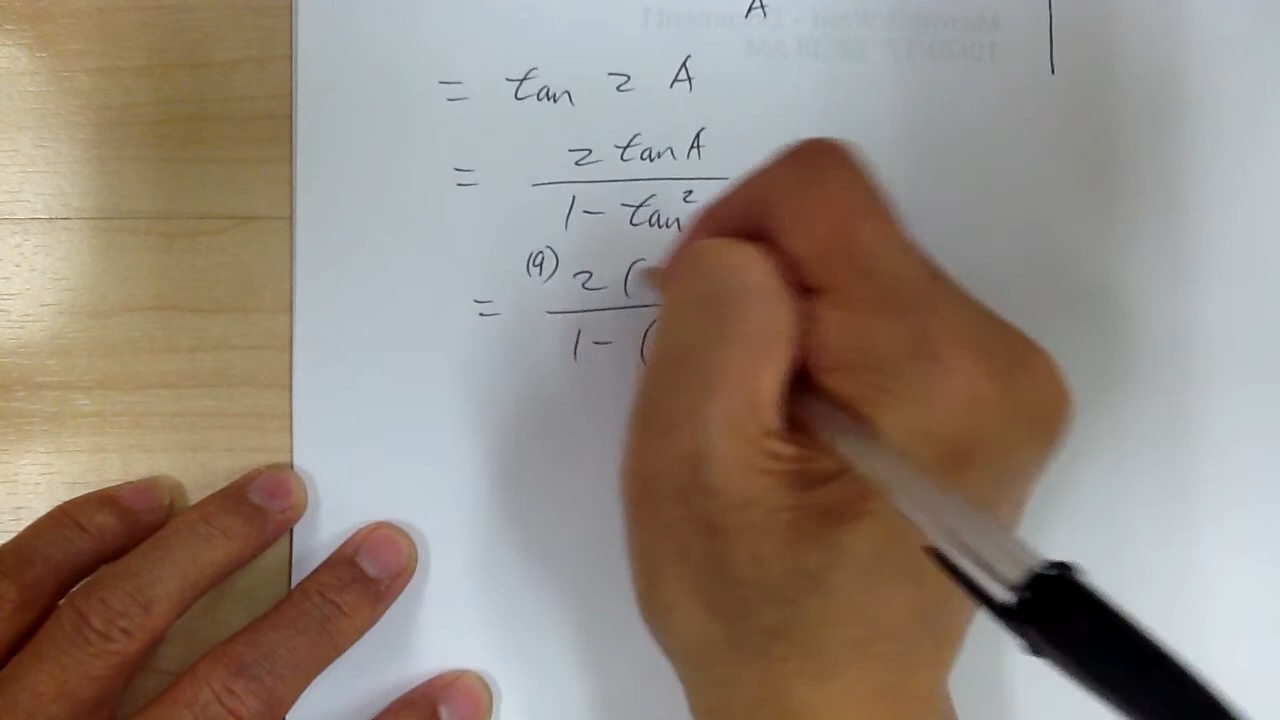 A
= tan 2 A
= 2 tan A
1 - tan²
= (9) 2 (
1 - (